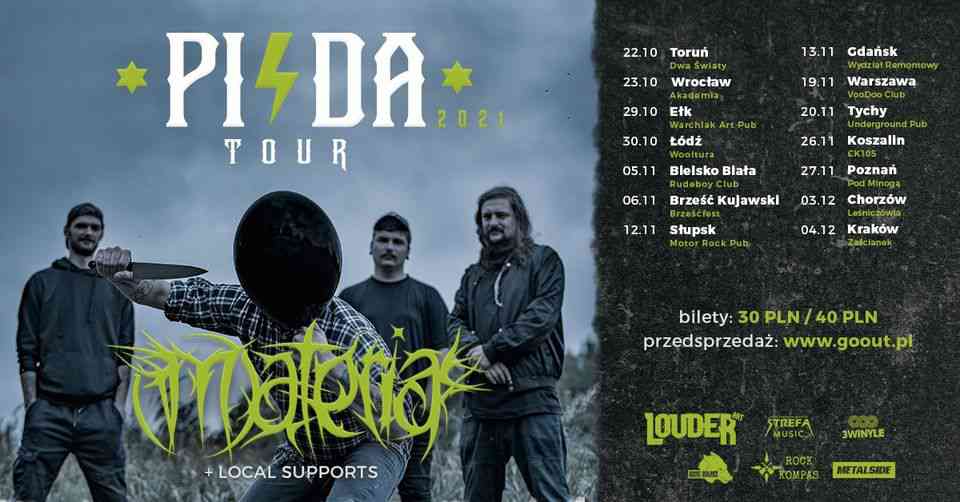 PI⚡DA
2021
TOUR
materia
+ LOCAL SUPPORTS
22.10 Toruń
Dwa Światy
23.10 Wrocław
Akademia
29.10 Ełk
Warchlak Art Pub
30.10 Łódź
Wooltura
05.11 Bielsko Biała
Rudeboy Club
06.11 Brześć Kujawski
Brześćfest
12.11 Słupsk
Motor Rock Pub
13.11 Gdańsk
Wydział Remomowy
19.11 Warszawa
VooDoo Club
20.11 Tychy
Underground Pub
26.11 Koszalin
CK105
27.11 Poznań
Pod Minogą
03.12 Chorzów
Leśniczówka
04.12 Kraków
Zaścianek
bilety: 30 PLN / 40 PLN
przedsprzedaż: www.goout.pl
LOUDER ART
STREFA
MUSIC
3WINYLE
ROCK
KOMPAS
METALSIDE